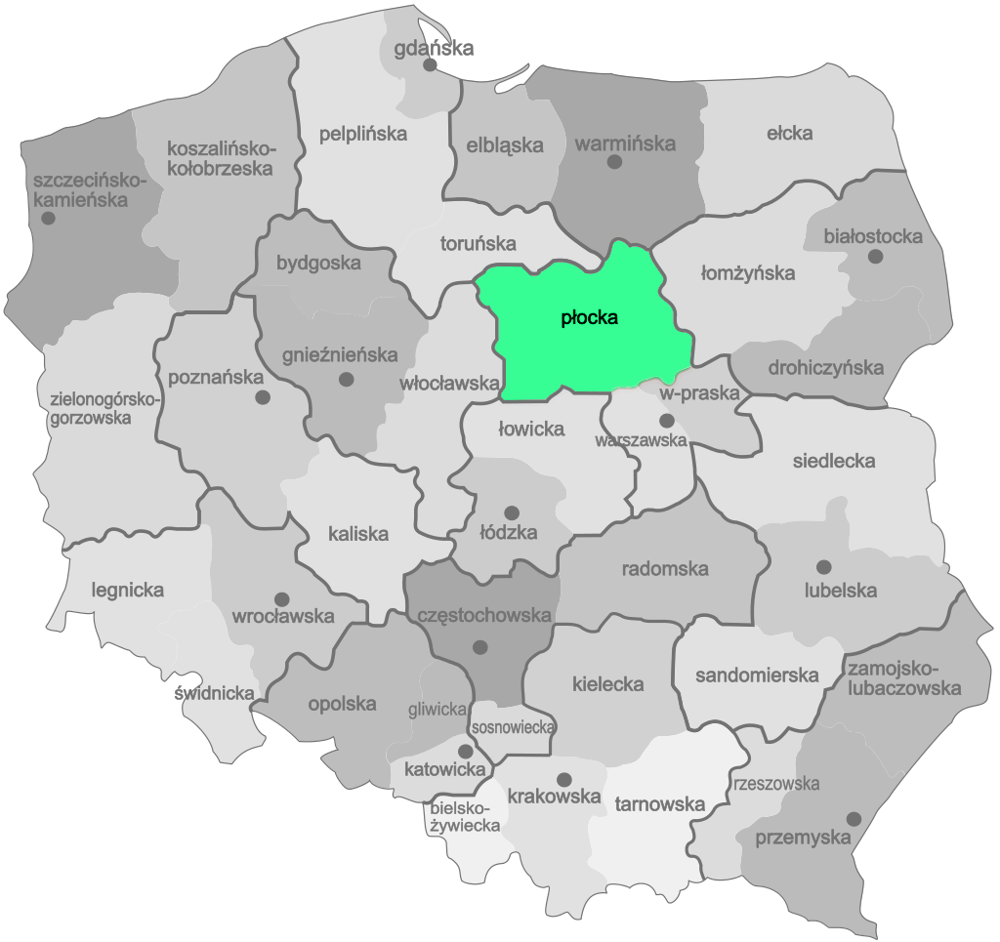 gdańska
pelplińska
koszalińsko-
kołobrzeska
elbląska
warmińska
ełcka
szczecińsko-
kamieńska
toruńska
białostocka
bydgoska
łomżyńska
płocka
gnieźnieńska
poznańska
włocławska
drohiczyńska
w-praska
zielonogórsko-
gorzowska
łowicka
warszawska
siedlecka
kaliska
łódzka
radomska
legnicka
wrocławska
lubelska
częstochowska
świdnicka
opolska
gliwicka
kielecka
sandomierska
zamojsko-
lubaczowska
sosnowiecka
katowicka
krakowska
rzeszowska
bielsko-
żywiecka
tarnowska
przemyska